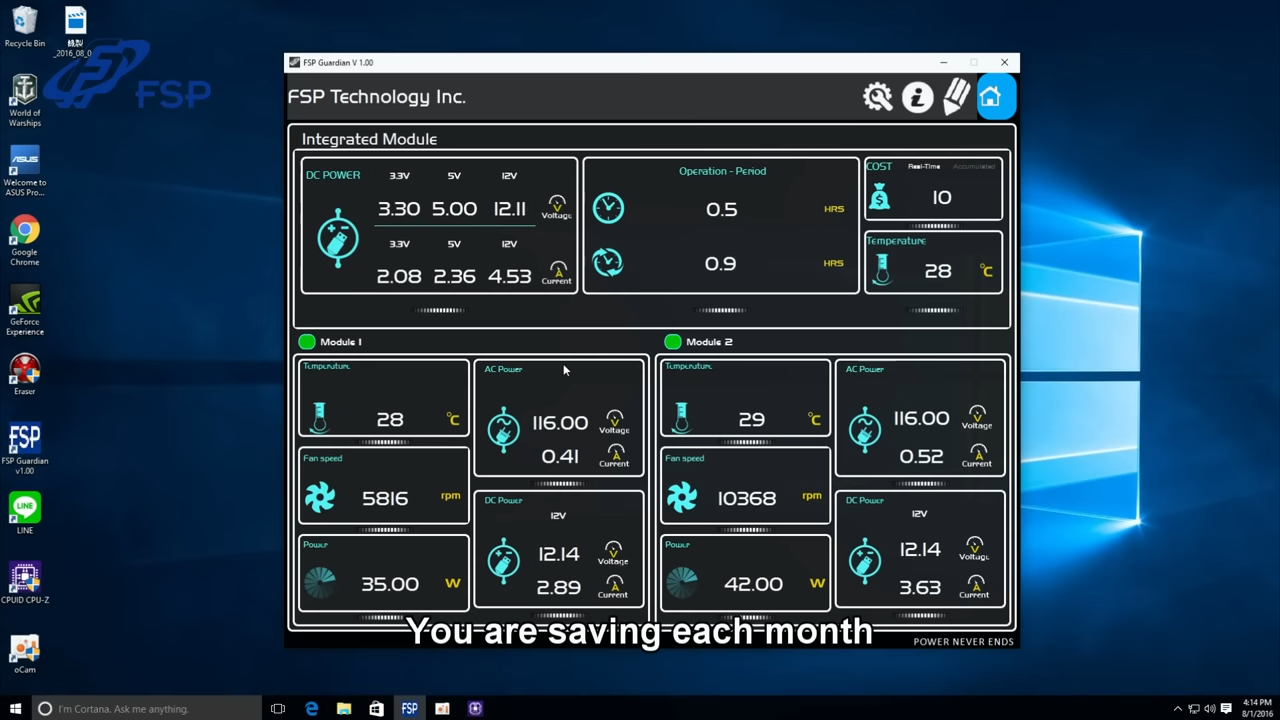 Recycle Bin
錄製
_2016_08_0
FSP
World of
Warships
ASUS
Welcome to
ASUS Pro...
Google
Chrome
GeForce
Experience
Eraser
FSP
FSP Guardian
v1.00
LINE
LINE
CPUID CPU-Z
oCam
FSP Guardian V 1.00
FSP Technology Inc.
Integrated Module
DC POWER 3.3V 5V 12V
3.30 5.00 12.11 V Voltage
3.3V 5V 12V
2.08 2.36 4.53 A Current
Operation - Period
0.5 HRS
0.9 HRS
COST Real-Time Accumulated
10
Temperature
28 °C
Module 1
Temperature
28 °C
Fan speed
5816 rpm
Power
35.00 W
AC Power
116.00 V Voltage
0.41 A Current
DC Power
12V
12.14 V Voltage
2.89 A Current
Module 2
Temperature
29 °C
Fan speed
10368 rpm
Power
42.00 W
AC Power
116.00 V Voltage
0.52 A Current
DC Power
12V
12.14 V Voltage
3.63 A Current
You are saving each month
POWER NEVER ENDS
I'm Cortana. Ask me anything.
FSP
4:14 PM
8/1/2016